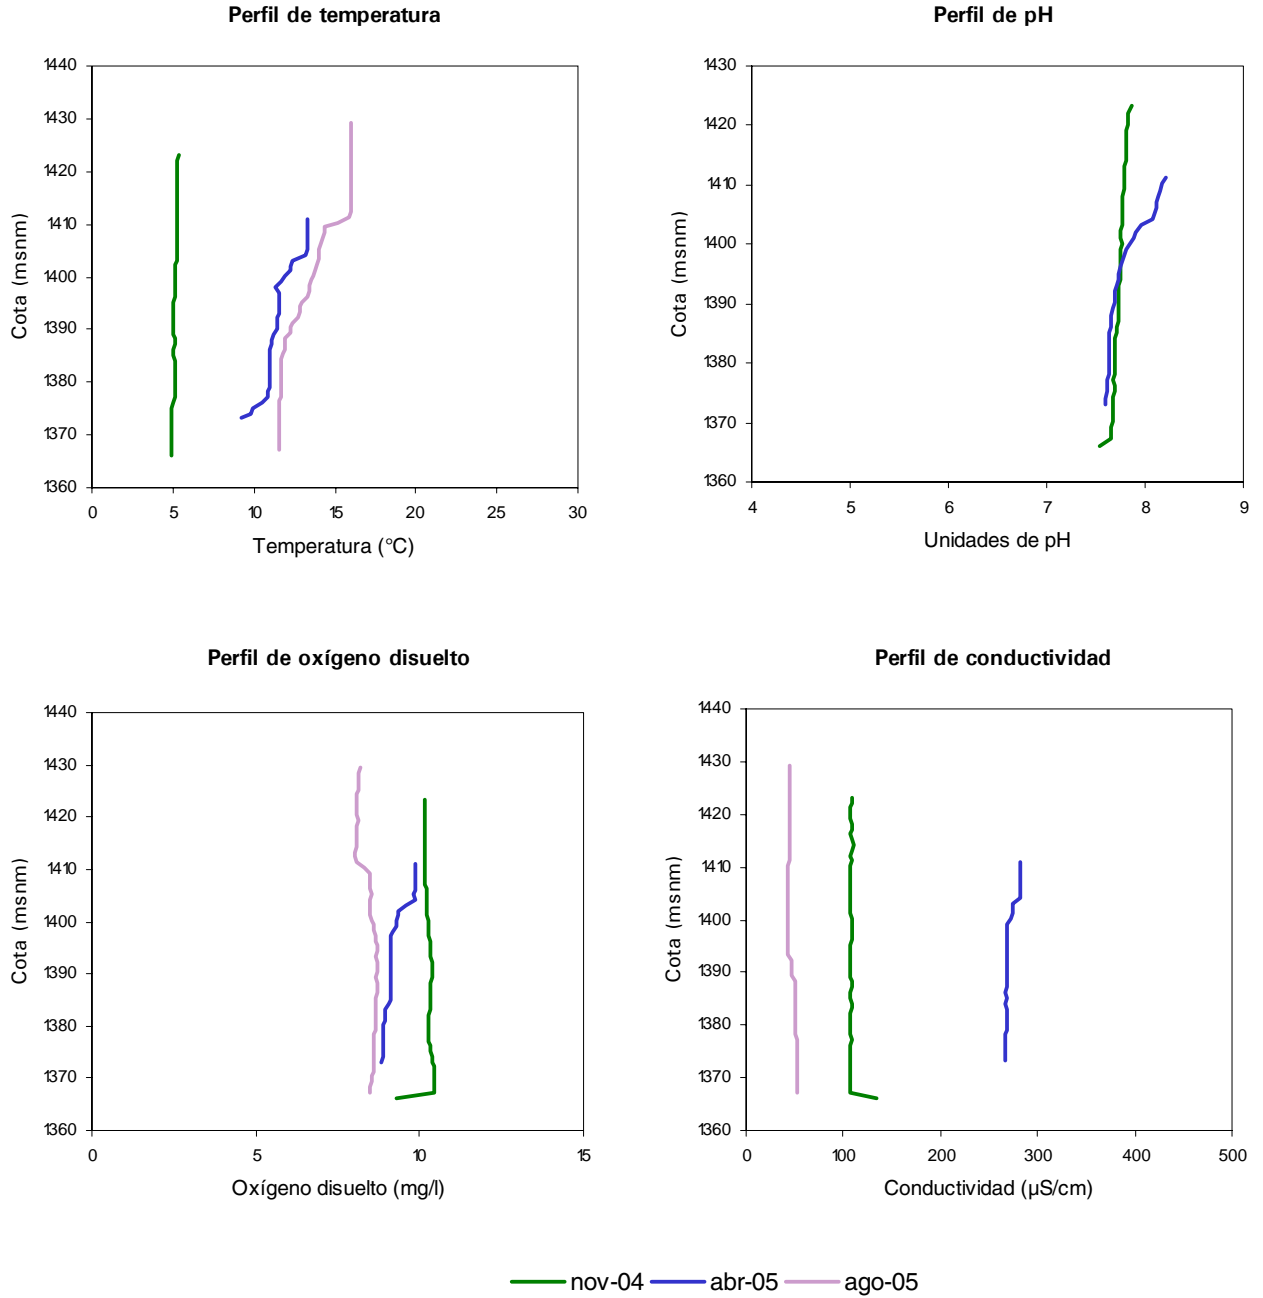 Perfil de temperatura
1440
1430
1420
1410
1400
1390
1380
1370
1360
Cota (msnm)
0 5 10 15 20 25 30
Temperatura (°C)
Perfil de pH
1430
1420
1410
1400
1390
1380
1370
1360
Cota (msnm)
4 5 6 7 8 9
Unidades de pH
Perfil de oxígeno disuelto
1440
1430
1420
1410
1400
1390
1380
1370
1360
Cota (msnm)
0 5 10 15
Oxígeno disuelto (mg/l)
Perfil de conductividad
1440
1430
1420
1410
1400
1390
1380
1370
1360
Cota (msnm)
0 100 200 300 400 500
Conductividad (µS/cm)
nov-04 abr-05 ago-05